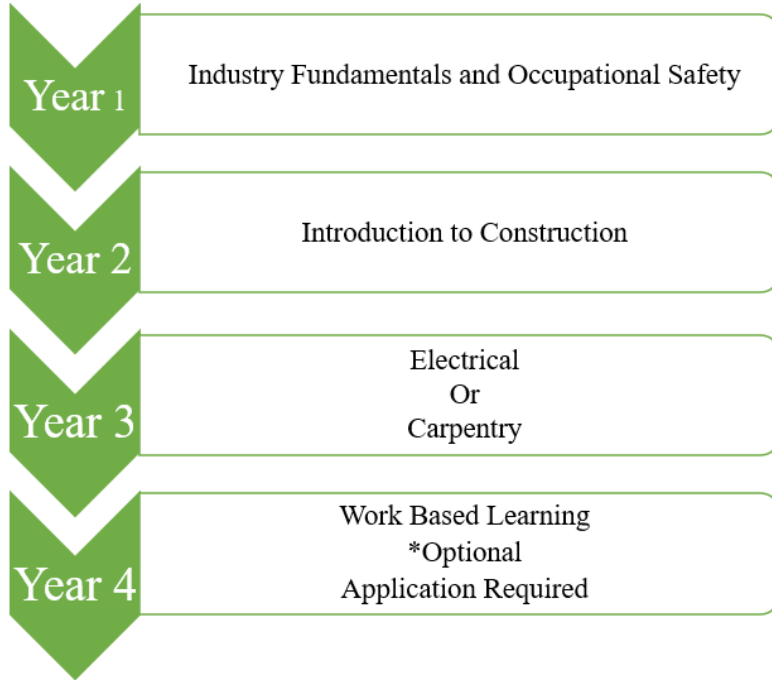 Year 1
Industry Fundamentals and Occupational Safety
Year 2
Introduction to Construction
Year 3
Electrical
Or
Carpentry
Year 4
Work Based Learning
*Optional
Application Required